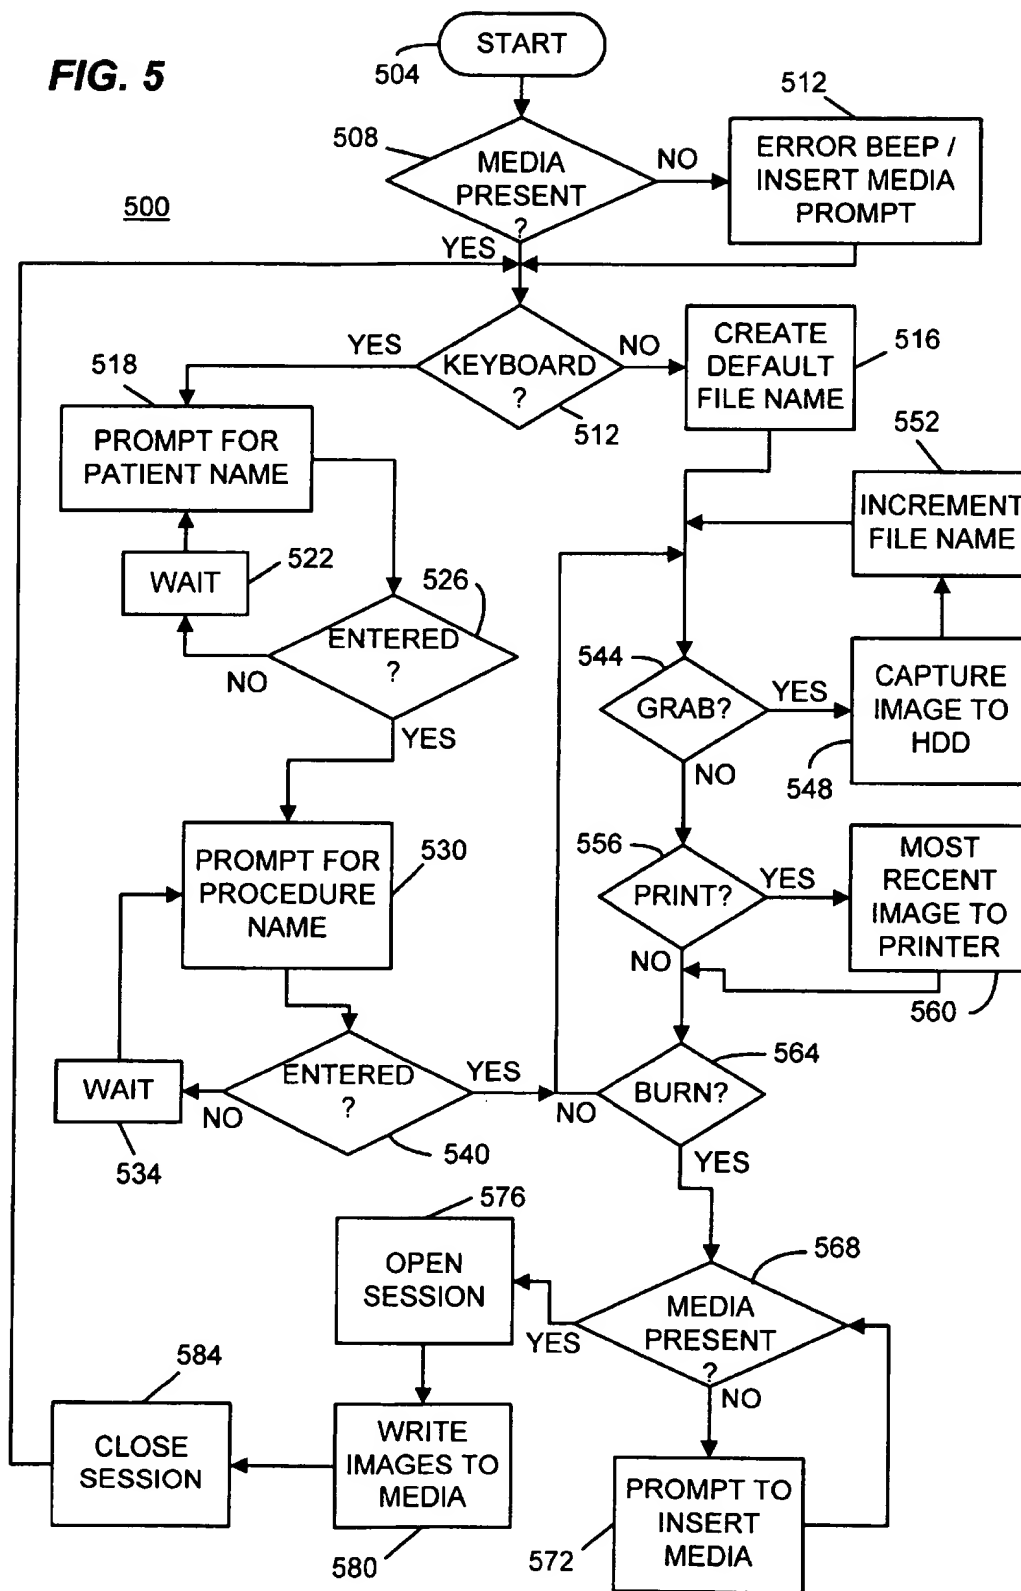 START
504
FIG. 5
512
508
MEDIA
PRESENT
?
NO
ERROR BEEP /
INSERT MEDIA
PROMPT
500
YES
YES
KEYBOARD
?
NO
512
CREATE
DEFAULT
FILE NAME
516
518
PROMPT FOR
PATIENT NAME
552
INCREMENT
FILE NAME
WAIT
522
526
ENTERED
?
NO
YES
544
GRAB?
YES
NO
CAPTURE
IMAGE TO
HDD
548
PROMPT FOR
PROCEDURE
NAME
530
556
PRINT?
YES
NO
MOST
RECENT
IMAGE TO
PRINTER
560
WAIT
534
NO
ENTERED
?
YES
540
NO
BURN?
564
YES
576
OPEN
SESSION
568
MEDIA
PRESENT
?
YES
NO
584
CLOSE
SESSION
WRITE
IMAGES TO
MEDIA
580
PROMPT TO
INSERT
MEDIA
572